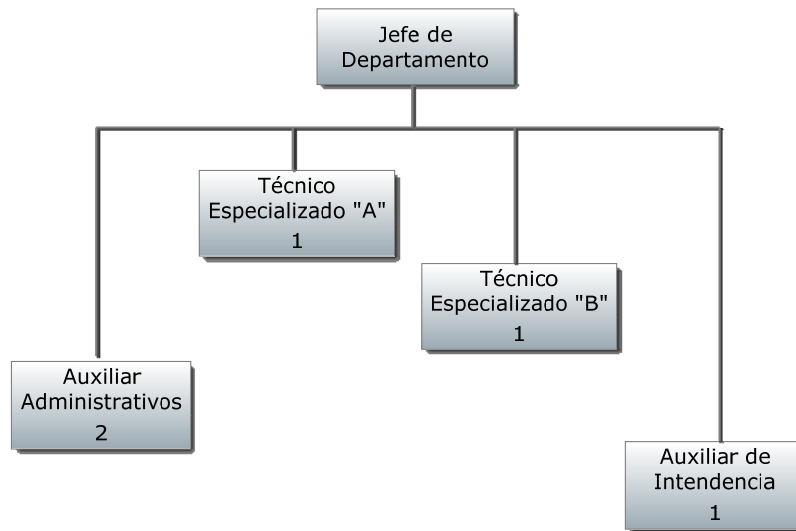 Jefe de
Departamento
Técnico
Especializado "A"
1
Técnico
Especializado "B"
1
Auxiliar
Administrativos
2
Auxiliar de
Intendencia
1